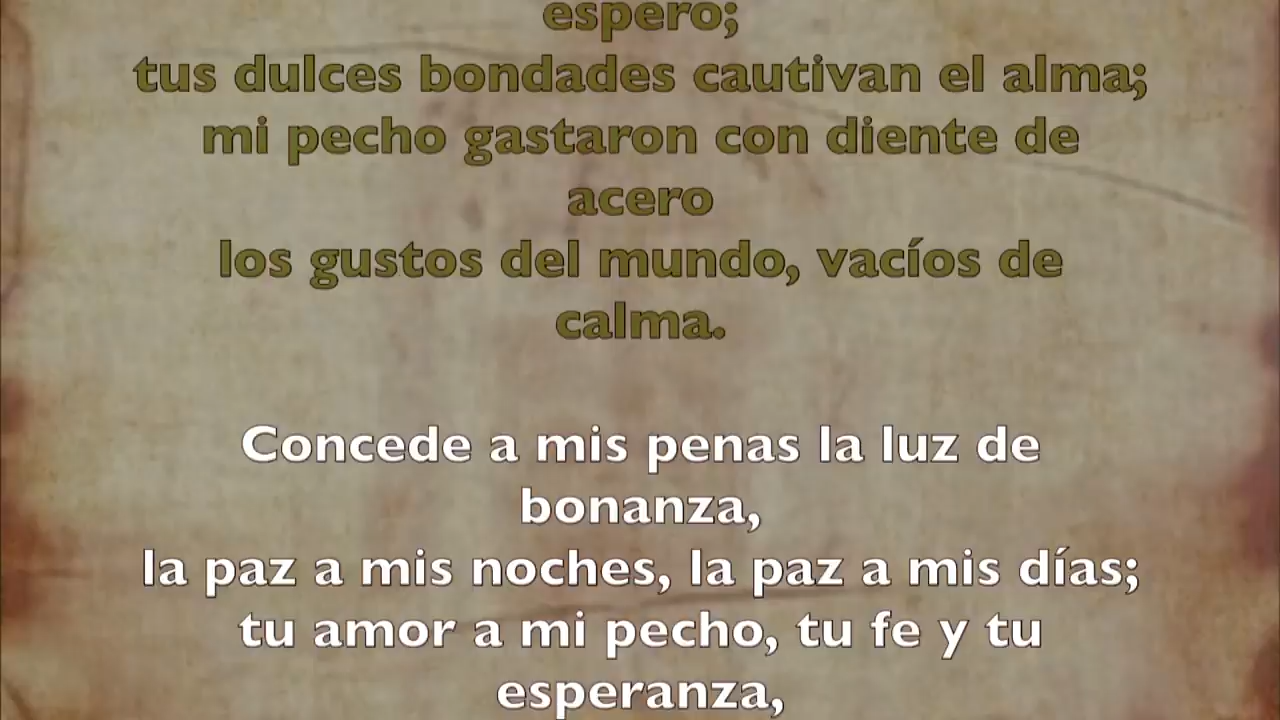 espero;
tus dulces bondades cautivan el alma;
mi pecho gastaron con diente de
acero
los gustos del mundo, vacíos de
calma.
Concede a mis penas la luz de
bonanza,
la paz a mis noches, la paz a mis días;
tu amor a mi pecho, tu fe y tu
esperanza,